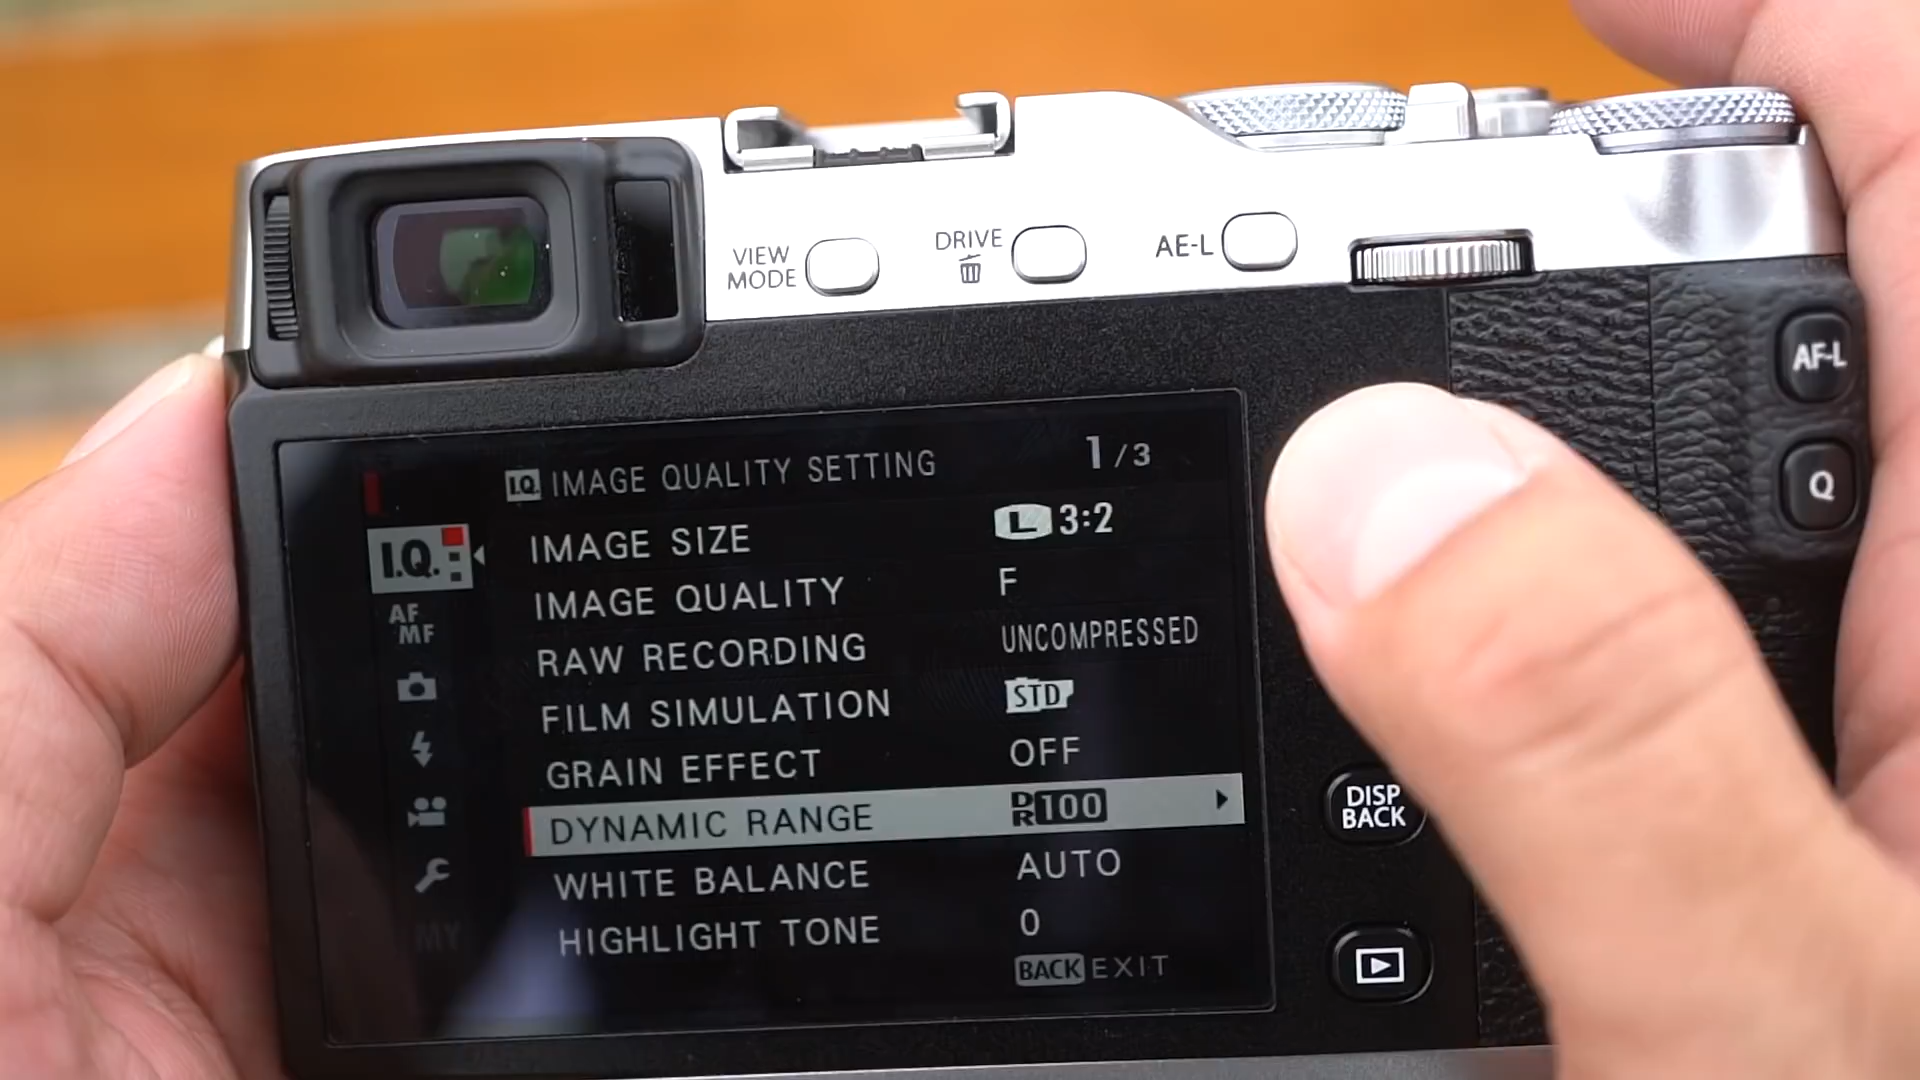 VIEW MODE
DRIVE
AE-L
AF-L
Q
I.Q. IMAGE QUALITY SETTING 1/3
I.Q.
AF MF
MY
IMAGE SIZE L 3:2
IMAGE QUALITY F
RAW RECORDING UNCOMPRESSED
FILM SIMULATION STD
GRAIN EFFECT OFF
DYNAMIC RANGE DR100
WHITE BALANCE AUTO
HIGHLIGHT TONE 0
BACK EXIT
DISP BACK